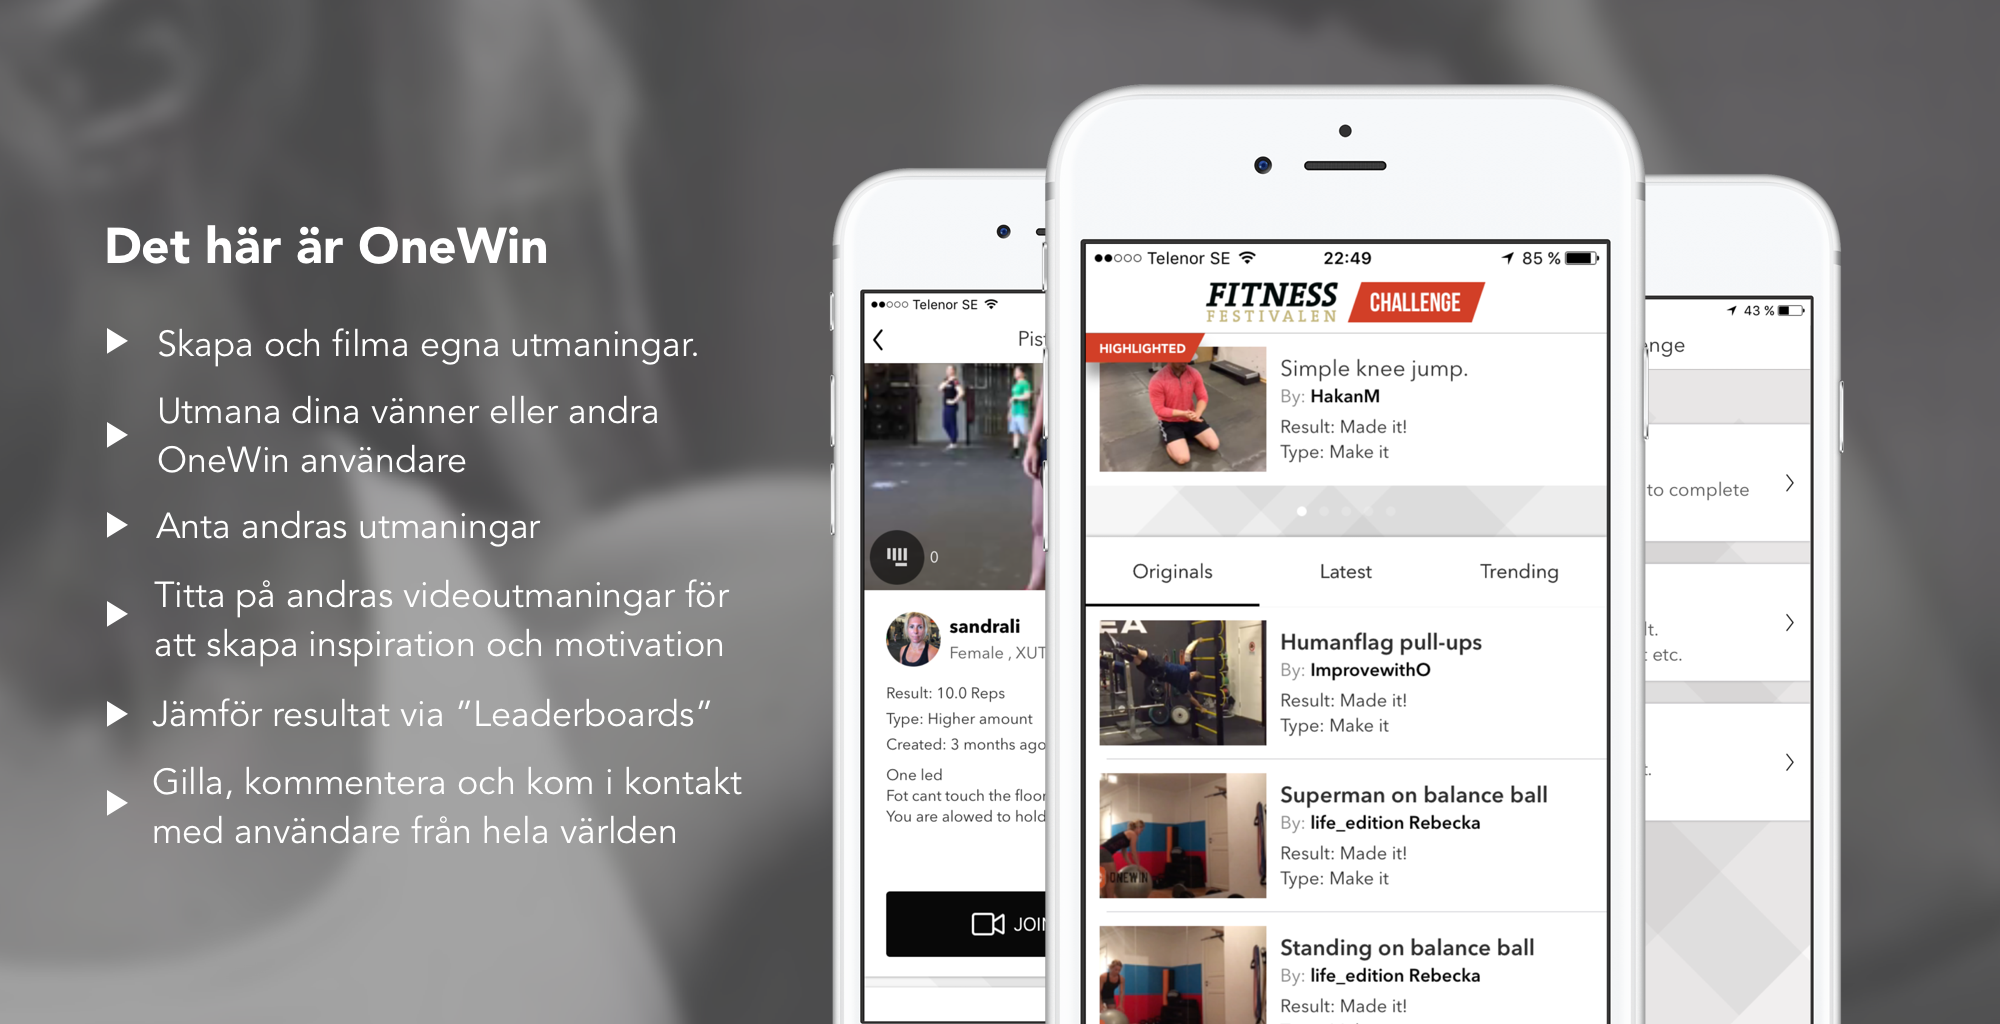 Det här är OneWin
Skapa och filma egna utmaningar.
Utmana dina vänner eller andra
OneWin användare
Anta andras utmaningar
Titta på andras videoutmaningar för
att skapa inspiration och motivation
Jämför resultat via ”Leaderboards”
Gilla, kommentera och kom i kontakt
med användare från hela världen
Telenor SE
Pis
0
sandrali
Female , XUT
Result: 10.0 Reps
Type: Higher amount
Created: 3 months ago
One led
Fot cant touch the floor
You are alowed to hold
JOI
Telenor SE 22:49 85 %
FITNESS
FESTIVALEN
CHALLENGE
HIGHLIGHTED
Simple knee jump.
By: HakanM
Result: Made it!
Type: Make it
Originals Latest Trending
Humanflag pull-ups
By: ImprovewithO
Result: Made it!
Type: Make it
ONEWIN
Superman on balance ball
By: life_edition Rebecka
Result: Made it!
Type: Make it
Standing on balance ball
By: life_edition Rebecka
Result: Made it!
43 %
nge
to complete
lt.
etc.
t.